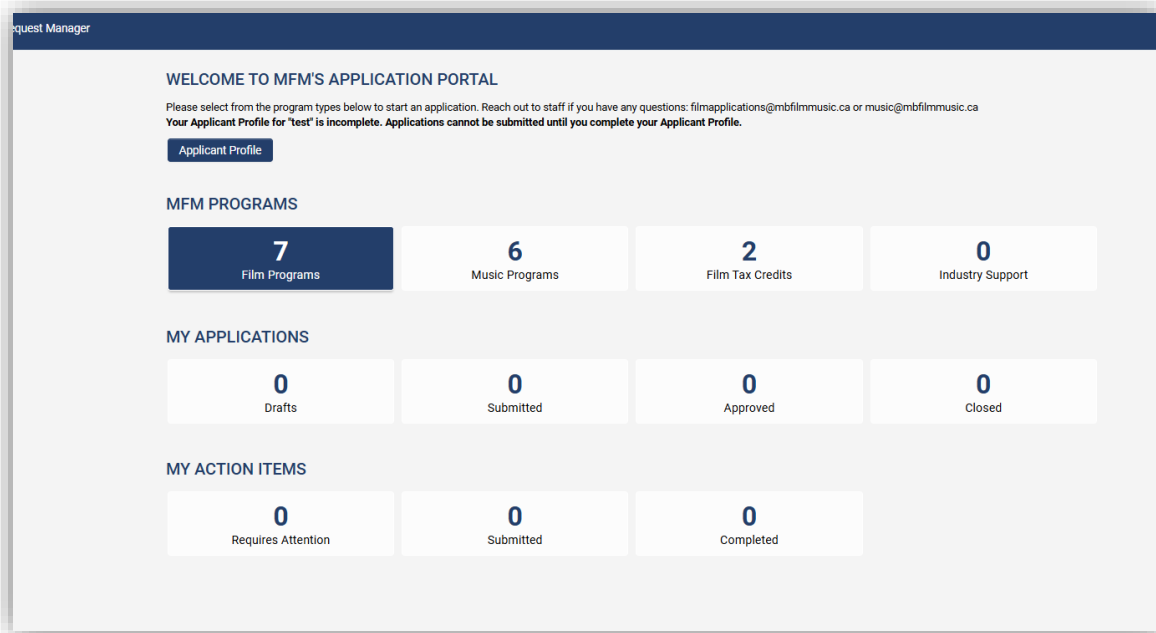 quest Manager
WELCOME TO MFM'S APPLICATION PORTAL
Please select from the program types below to start an application. Reach out to staff if you have any questions: filmapplications@mbfilmmusic.ca or music@mbfilmmusic.ca
Your Applicant Profile for "test" is incomplete. Applications cannot be submitted until you complete your Applicant Profile.
Applicant Profile
MFM PROGRAMS
7
Film Programs
6
Music Programs
2
Film Tax Credits
0
Industry Support
MY APPLICATIONS
0
Drafts
0
Submitted
0
Approved
0
Closed
MY ACTION ITEMS
0
Requires Attention
0
Submitted
0
Completed